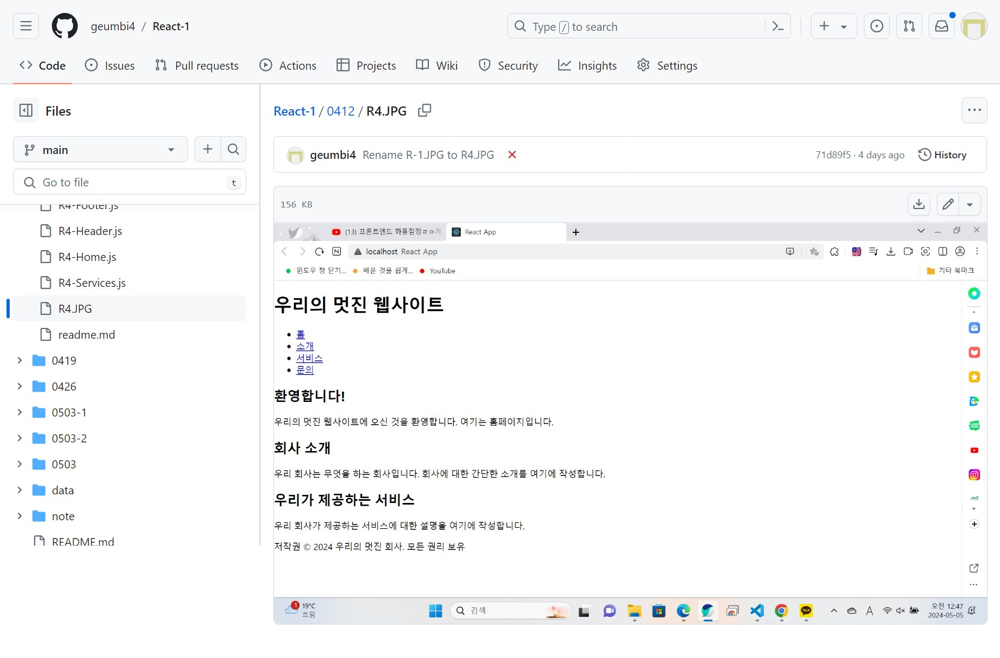 geumbi4 / React-1
Type / to search
Code
Issues
Pull requests
Actions
Projects
Wiki
Security
Insights
Settings
Files
main
Go to file
t
R4-Footer.js
R4-Header.js
R4-Home.js
R4-Services.js
R4.JPG
readme.md
0419
0426
0503-1
0503-2
0503
data
note
README.md
React-1 / 0412 / R4.JPG
geumbi4 Rename R-1.JPG to R4.JPG
71d89f5 · 4 days ago
History
156 KB
(13) 프론트엔드 화룡점정ㄹㅇ개
React App
localhost React App
윈도우 창 닫기...
배운 것을 쉽게...
YouTube
기타 북마크
우리의 멋진 웹사이트
홈
소개
서비스
문의
환영합니다!
우리의 멋진 웹사이트에 오신 것을 환영합니다. 여기는 홈페이지입니다.
회사 소개
우리 회사는 무엇을 하는 회사입니다. 회사에 대한 간단한 소개를 여기에 작성합니다.
우리가 제공하는 서비스
우리 회사가 제공하는 서비스에 대한 설명을 여기에 작성합니다.
저작권 © 2024 우리의 멋진 회사. 모든 권리 보유
1
19°C
흐림
검색
TALK
A
오전 12:47
2024-05-05